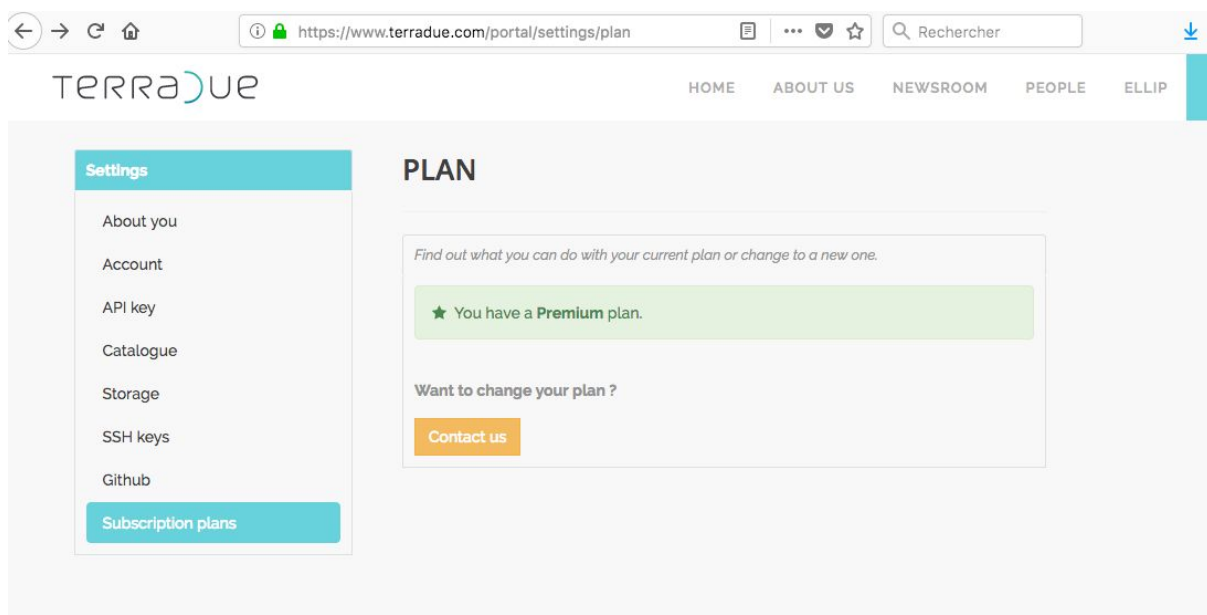 https://www.terradue.com/portal/settings/plan
Rechercher
TERRADUE
HOME ABOUT US NEWSROOM PEOPLE ELLIP
Settings
About you
Account
API key
Catalogue
Storage
SSH keys
Github
Subscription plans
PLAN
Find out what you can do with your current plan or change to a new one.
You have a Premium plan.
Want to change your plan ?
Contact us